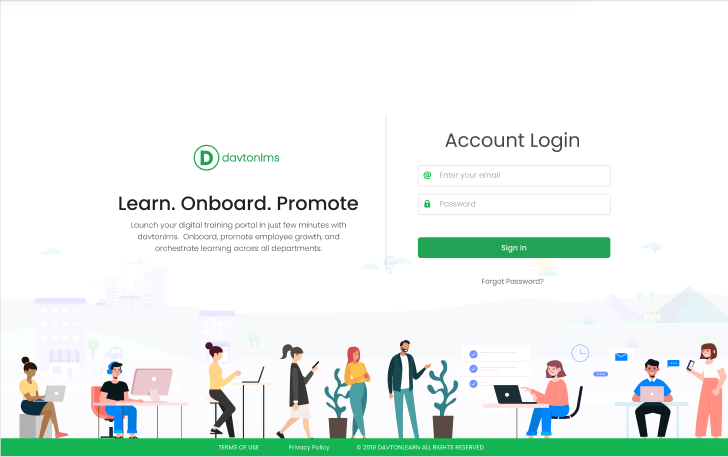 D davtonlms
Learn. Onboard. Promote
Launch your digital training portal in just few minutes with
davtonlms. Onboard, promote employee growth, and
orchestrate learning across all departments.
Account Login
@ Enter your email
Password
Sign In
Forgot Password?
TERMS OF USE Privacy Policy © 2019 DAVTONLEARN ALL RIGHTS RESERVED